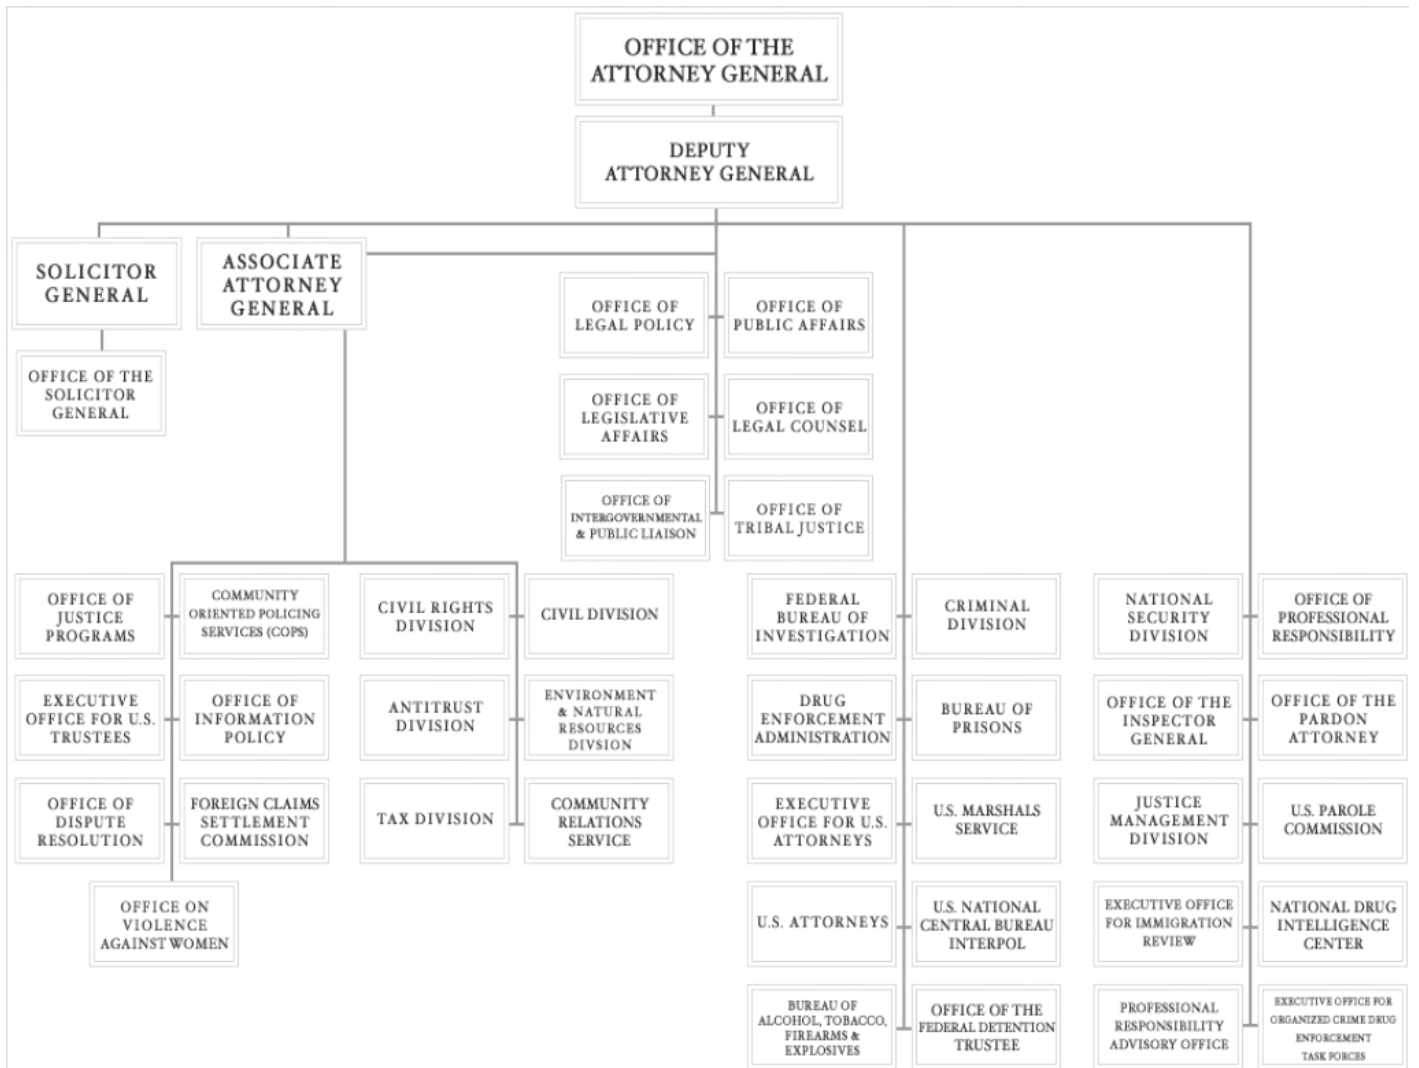 OFFICE OF THE
ATTORNEY GENERAL
DEPUTY
ATTORNEY GENERAL
SOLICITOR
GENERAL
ASSOCIATE
ATTORNEY
GENERAL
OFFICE OF THE
SOLICITOR
GENERAL
OFFICE OF
LEGAL POLICY
OFFICE OF
PUBLIC AFFAIRS
OFFICE OF
LEGISLATIVE
AFFAIRS
OFFICE OF
LEGAL COUNSEL
OFFICE OF
INTERGOVERNMENTAL
& PUBLIC LIAISON
OFFICE OF
TRIBAL JUSTICE
OFFICE OF
JUSTICE
PROGRAMS
COMMUNITY
ORIENTED POLICING
SERVICES (COPS)
CIVIL RIGHTS
DIVISION
CIVIL DIVISION
FEDERAL
BUREAU OF
INVESTIGATION
CRIMINAL
DIVISION
NATIONAL
SECURITY
DIVISION
OFFICE OF
PROFESSIONAL
RESPONSIBILITY
EXECUTIVE
OFFICE FOR U.S.
TRUSTEES
OFFICE OF
INFORMATION
POLICY
ANTITRUST
DIVISION
ENVIRONMENT
& NATURAL
RESOURCES
DIVSION
DRUG
ENFORCEMENT
ADMINISTRATION
BUREAU OF
PRISONS
OFFICE OF THE
INSPECTOR
GENERAL
OFFICE OF THE
PARDON
ATTORNEY
OFFICE OF
DISPUTE
RESOLUTION
FOREIGN CLAIMS
SETTLEMENT
COMMISSION
TAX DIVISION
COMMUNITY
RELATIONS
SERVICE
EXECUTIVE
OFFICE FOR U.S.
ATTORNEYS
U.S. MARSHALS
SERVICE
JUSTICE
MANAGEMENT
DIVISION
U.S. PAROLE
COMMISSION
OFFICE ON
VIOLENCE
AGAINST WOMEN
U.S. ATTORNEYS
U.S. NATIONAL
CENTRAL BUREAU
INTERPOL
EXECUTIVE OFFICE
FOR IMMIGRATION
REVIEW
NATIONAL DRUG
INTELLIGENCE
CENTER
BUREAU OF
ALCOHOL, TOBACCO,
FIREARMS &
EXPLOSIVES
OFFICE OF THE
FEDERAL DETENTION
TRUSTEE
PROFESSIONAL
RESPONSIBILITY
ADVISORY OFFICE
EXECUTIVE OFFICE FOR
ORGANIZED CRIME DRUG
ENFORCEMENT
TASK FORCES